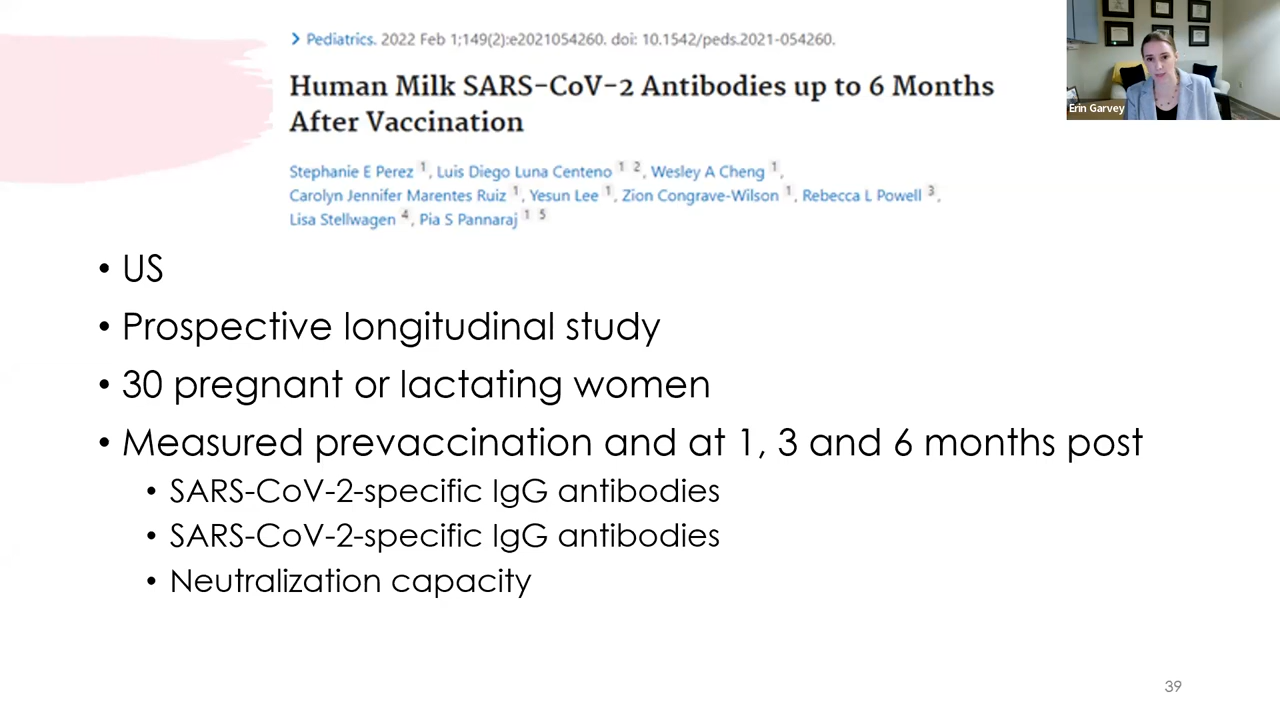 Pediatrics. 2022 Feb 1;149(2):e2021054260. doi: 10.1542/peds.2021-054260.
Human Milk SARS-CoV-2 Antibodies up to 6 Months
After Vaccination
Stephanie E Perez 1, Luis Diego Luna Centeno 1 2, Wesley A Cheng 1,
Carolyn Jennifer Marentes Ruiz 1, Yesun Lee 1, Zion Congrave-Wilson 1, Rebecca L Powell 3,
Lisa Stellwagen 4, Pia S Pannaraj 1 5
Erin Garvey
• US
• Prospective longitudinal study
• 30 pregnant or lactating women
• Measured prevaccination and at 1, 3 and 6 months post
• SARS-CoV-2-specific IgG antibodies
• SARS-CoV-2-specific IgG antibodies
• Neutralization capacity
39